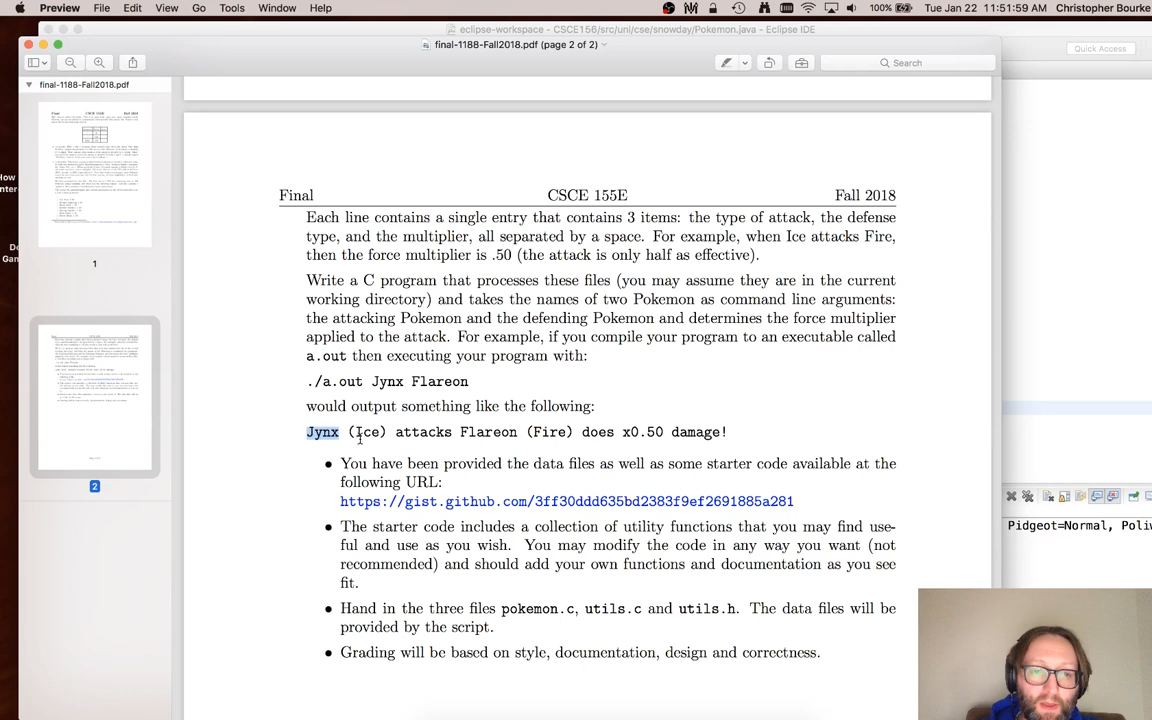 Preview File Edit View Go Tools Window Help 100% Tue Jan 22 11:51:59 AM Christopher Bourke
eclipse-workspace - CSCE156/src/unl/cse/snowday/Pokemon.java - Eclipse IDE
final-1188-Fall2018.pdf (page 2 of 2)
Quick Access
Search
final-1188-Fall2018.pdf
1
2
Final CSCE 155E Fall 2018
Each line contains a single entry that contains 3 items: the type of attack, the defense
type, and the multiplier, all separated by a space. For example, when Ice attacks Fire,
then the force multiplier is .50 (the attack is only half as effective).
Write a C program that processes these files (you may assume they are in the current
working directory) and takes the names of two Pokemon as command line arguments:
the attacking Pokemon and the defending Pokemon and determines the force multiplier
applied to the attack. For example, if you compile your program to an executable called
a.out then executing your program with:
./a.out Jynx Flareon
would output something like the following:
Jynx (Ice) attacks Flareon (Fire) does x0.50 damage!
• You have been provided the data files as well as some starter code available at the
following URL:
https://gist.github.com/3ff30ddd635bd2383f9ef2691885a281
• The starter code includes a collection of utility functions that you may find use-
ful and use as you wish. You may modify the code in any way you want (not
recommended) and should add your own functions and documentation as you see
fit.
• Hand in the three files pokemon.c, utils.c and utils.h. The data files will be
provided by the script.
• Grading will be based on style, documentation, design and correctness.
Pidgeot=Normal,